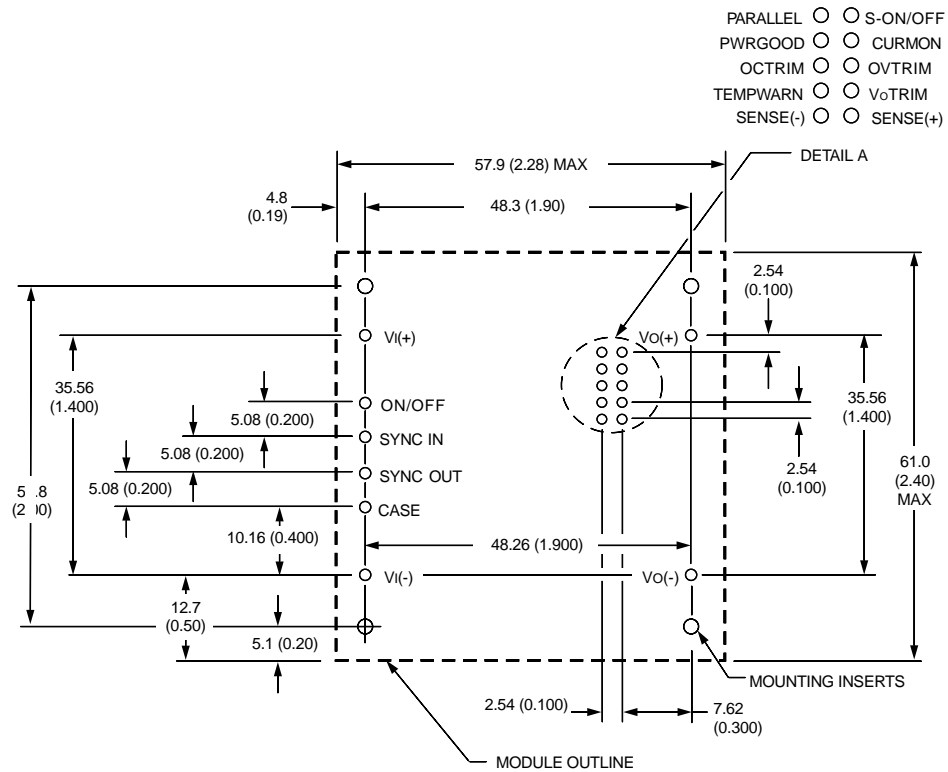 PARALLEL S-ON/OFF
PWRGOOD CURMON
OCTRIM OVTRIM
TEMPWARN VOTRIM
SENSE(-) SENSE(+)
DETAIL A
57.9 (2.28) MAX
4.8
(0.19)
48.3 (1.90)
2.54
(0.100)
VI(+)
VO(+)
35.56
(1.400)
35.56
(1.400)
ON/OFF
5.08 (0.200)
SYNC IN
5.08 (0.200)
SYNC OUT
5.08 (0.200)
CASE
2.54
(0.100)
61.0
(2.40)
MAX
10.16 (0.400)
48.26 (1.900)
VI(-)
VO(-)
12.7
(0.50)
5.1 (0.20)
MOUNTING INSERTS
2.54 (0.100)
7.62
(0.300)
MODULE OUTLINE